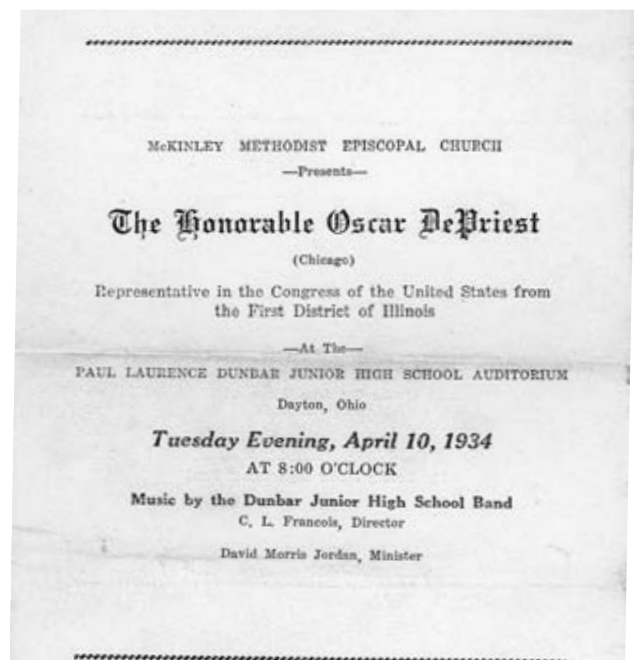 McKINLEY METHODIST EPISCOPAL CHURCH
—Presents—
The Honorable Oscar DePriest
(Chicago)
Representative in the Congress of the United States from
the First District of Illinois
—At The—
PAUL LAURENCE DUNBAR JUNIOR HIGH SCHOOL AUDITORIUM
Dayton, Ohio
Tuesday Evening, April 10, 1934
AT 8:00 O'CLOCK
Music by the Dunbar Junior High School Band
C. L. Francois, Director
David Morris Jordan, Minister